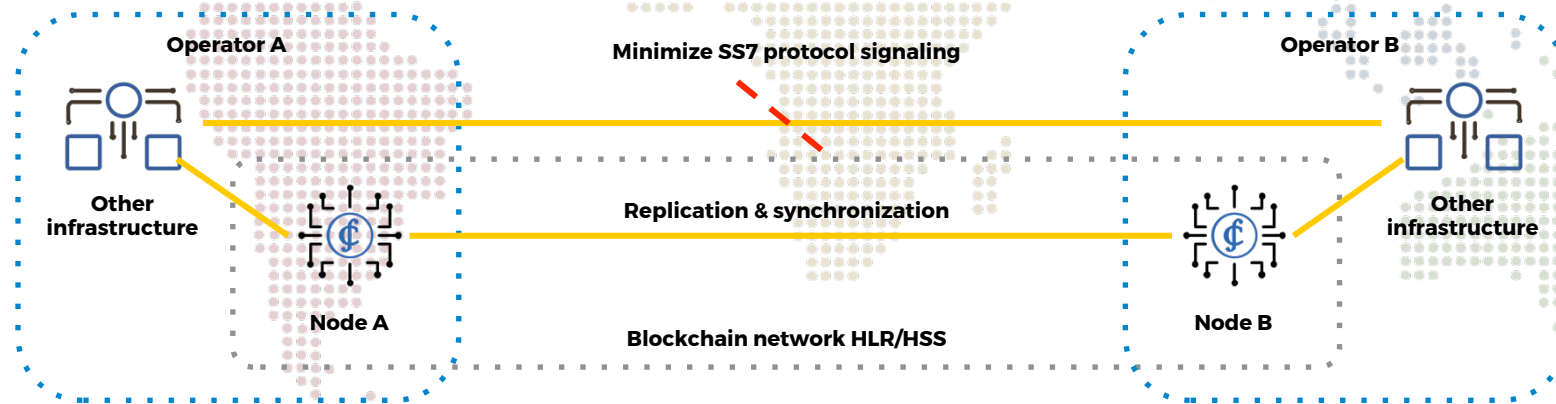 Operator A
Minimize SS7 protocol signaling
Operator B
Other
infrastructure
Replication & synchronization
Other
infrastructure
Node A
Node B
Blockchain network HLR/HSS